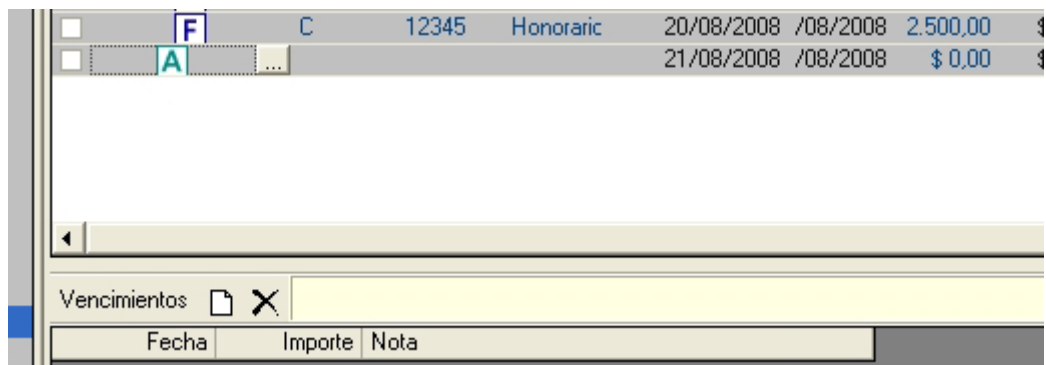 F C 12345 Honoraric 20/08/2008 /08/2008 2.500,00 $
A ... 21/08/2008 /08/2008 $ 0,00 $
Vencimientos
Fecha Importe Nota